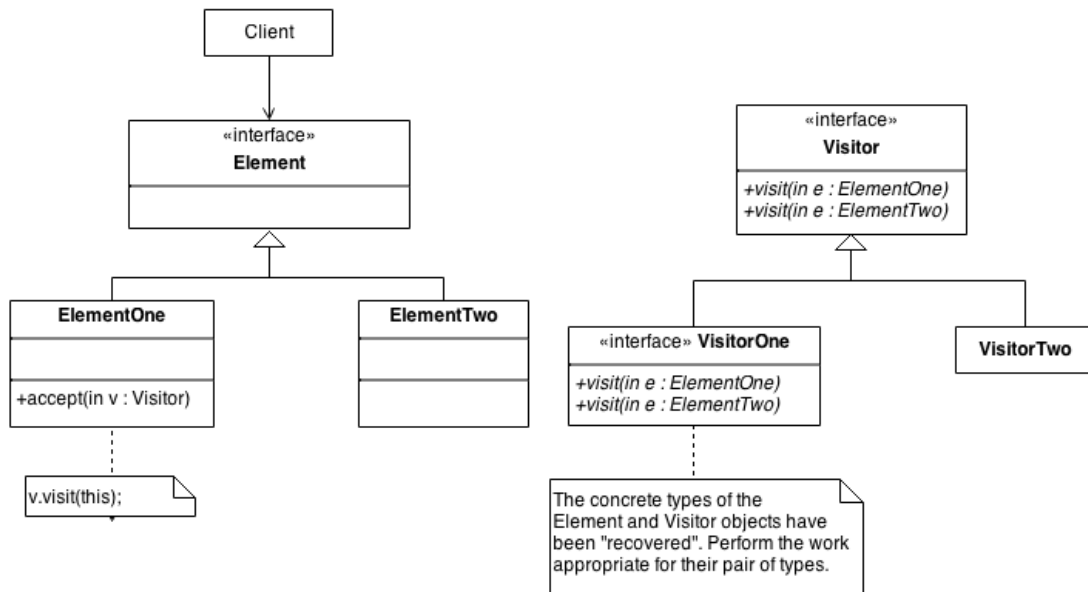 Client
«interface»
Element
ElementOne
+accept(in v : Visitor)
v.visit(this);
ElementTwo
«interface»
Visitor
+visit(in e : ElementOne)
+visit(in e : ElementTwo)
«interface» VisitorOne
+visit(in e : ElementOne)
+visit(in e : ElementTwo)
VisitorTwo
The concrete types of the
Element and Visitor objects have
been "recovered". Perform the work
appropriate for their pair of types.